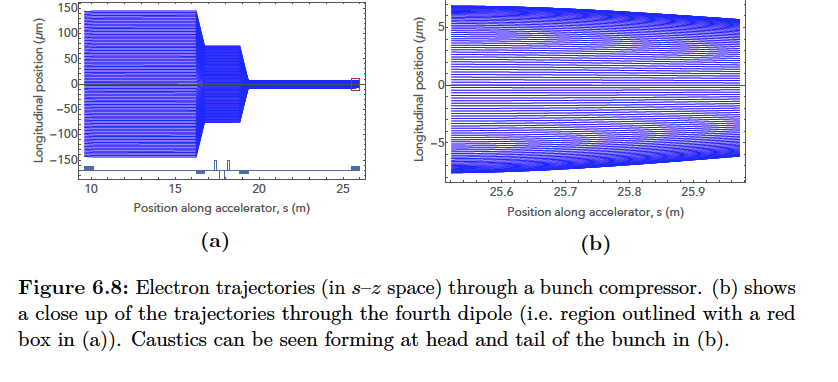 150
100
50
0
−50
−100
−150
Longitudinal position (μm)
10 15 20 25
Position along accelerator, s (m)
(a)
5
0
−5
Longitudinal position (μm)
25.6 25.7 25.8 25.9
Position along accelerator, s (m)
(b)
Figure 6.8: Electron trajectories (in s–z space) through a bunch compressor. (b) shows
a close up of the trajectories through the fourth dipole (i.e. region outlined with a red
box in (a)). Caustics can be seen forming at head and tail of the bunch in (b).